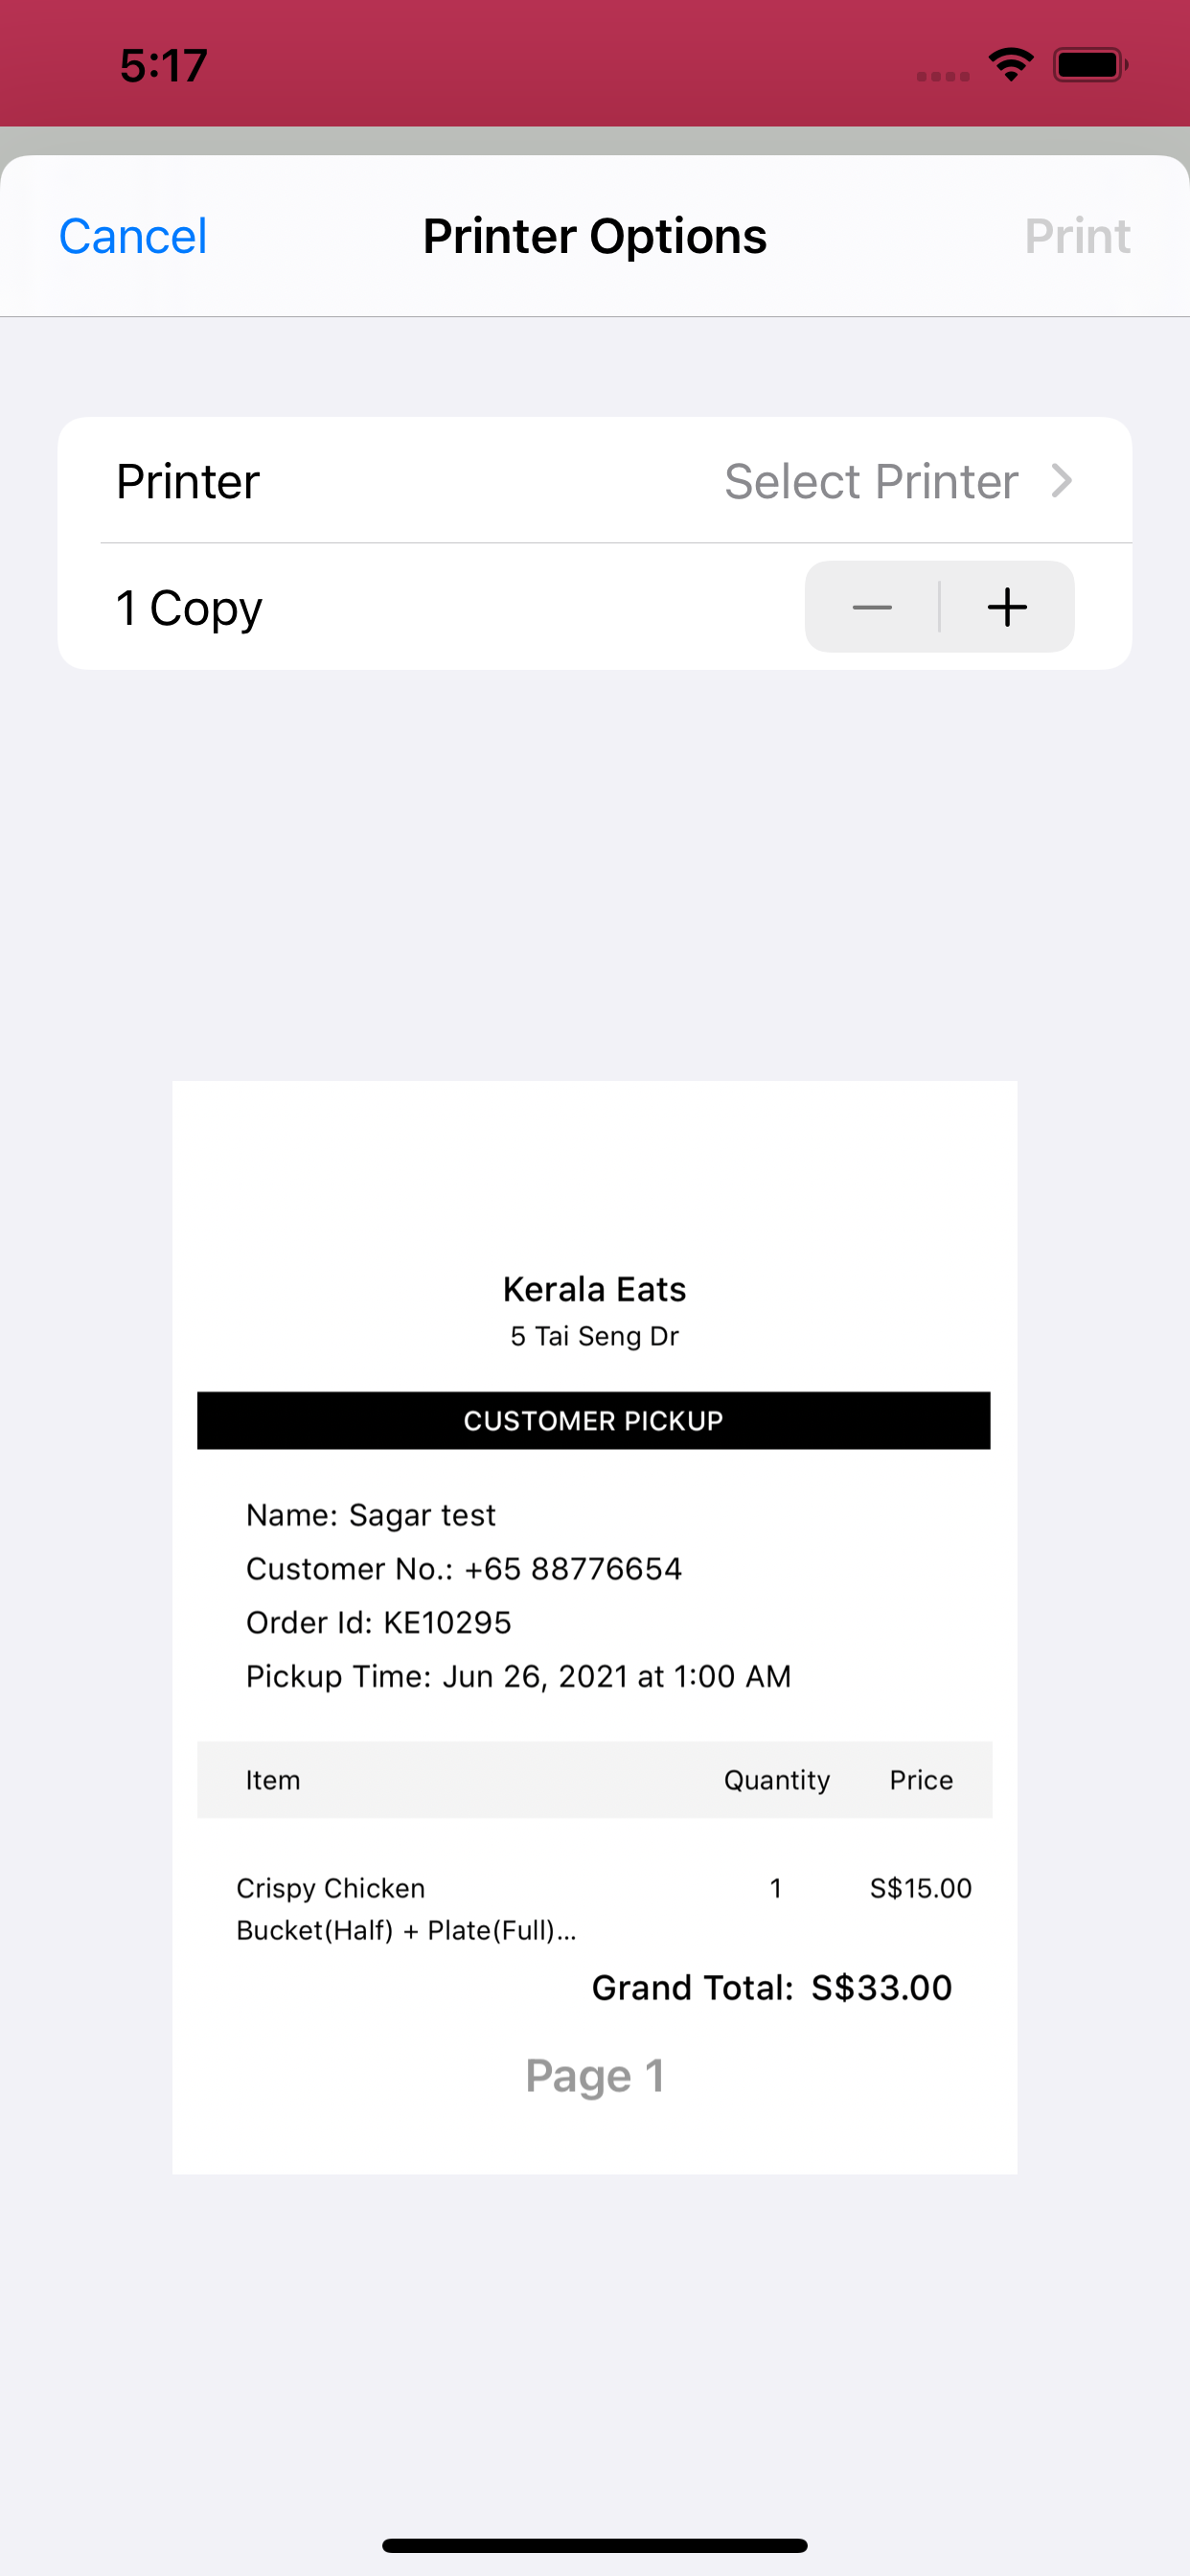 5:17
Cancel Printer Options Print
Printer Select Printer
1 Copy
Kerala Eats
5 Tai Seng Dr
CUSTOMER PICKUP
Name: Sagar test
Customer No.: +65 88776654
Order Id: KE10295
Pickup Time: Jun 26, 2021 at 1:00 AM
Item Quantity Price
Crispy Chicken 1 S$15.00
Bucket(Half) + Plate(Full)...
Grand Total: S$33.00
Page 1